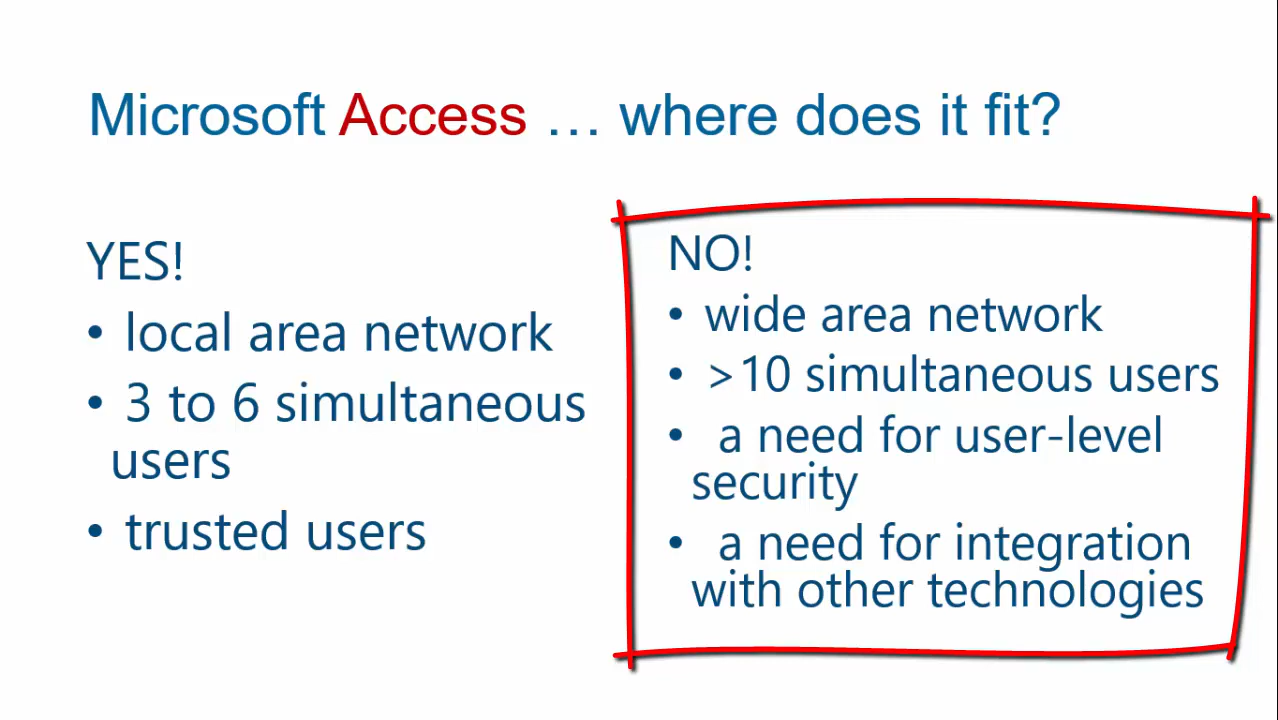 Microsoft Access … where does it fit?
YES!
• local area network
• 3 to 6 simultaneous
users
• trusted users
NO!
• wide area network
• >10 simultaneous users
• a need for user-level
security
• a need for integration
with other technologies